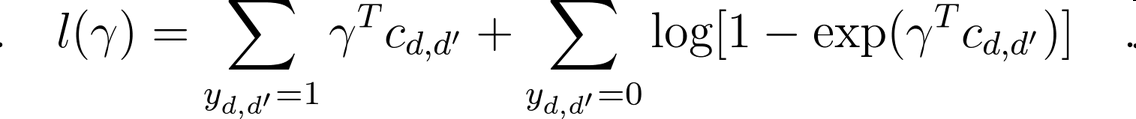 . l(γ) = ∑_{y_{d,d′}=1} γ^T c_{d,d′} + ∑_{y_{d,d′}=0} log[1 − exp(γ^T c_{d,d′})] .